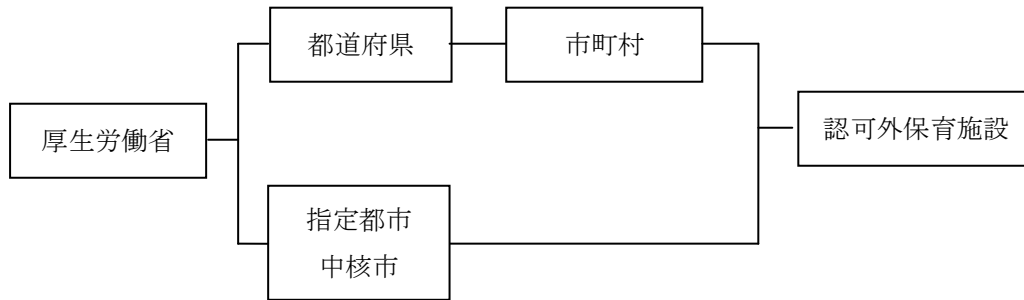 都道府県
市町村
厚生労働省
認可外保育施設
指定都市
中核市